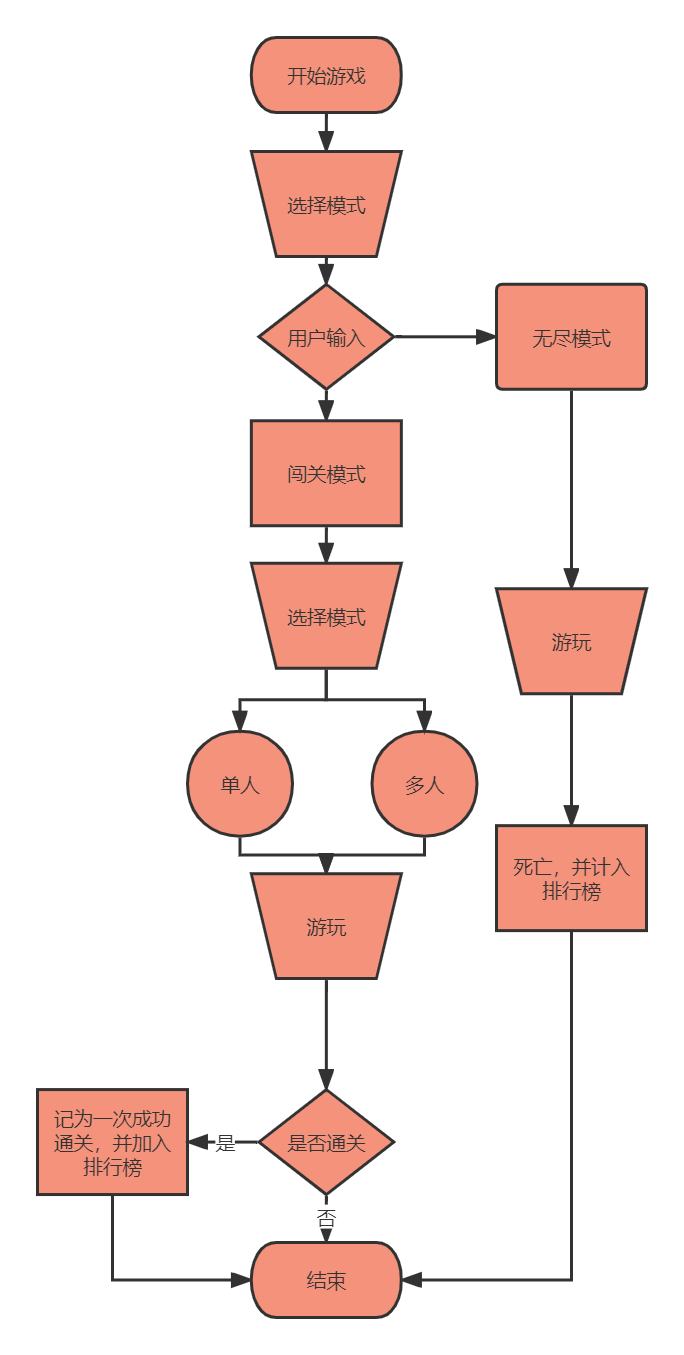 开始游戏
选择模式
用户输入
无尽模式
闯关模式
选择模式
游玩
单人
多人
死亡，并计入
排行榜
游玩
记为一次成功
通关，并加入
排行榜
是
是否通关
否
结束